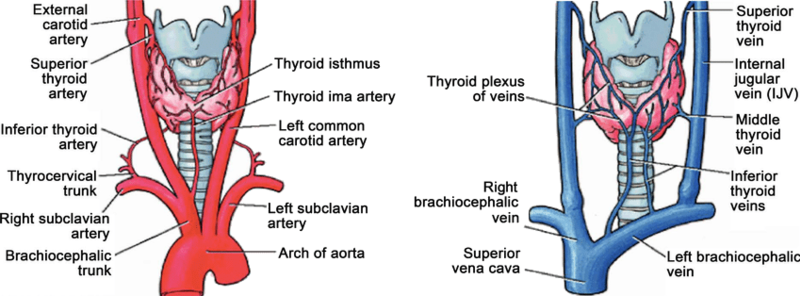 External
carotid
artery
Superior
thyroid
artery
Inferior thyroid
artery
Thyrocervical
trunk
Right subclavian
artery
Brachiocephalic
trunk
Thyroid isthmus
Thyroid ima artery
Left common
carotid artery
Left subclavian
artery
Arch of aorta
Thyroid plexus
of veins
Right
brachiocephalic
vein
Superior
vena cava
Superior
thyroid
vein
Internal
jugular
vein (IJV)
Middle
thyroid
vein
Inferior
thyroid
veins
Left brachiocephalic
vein